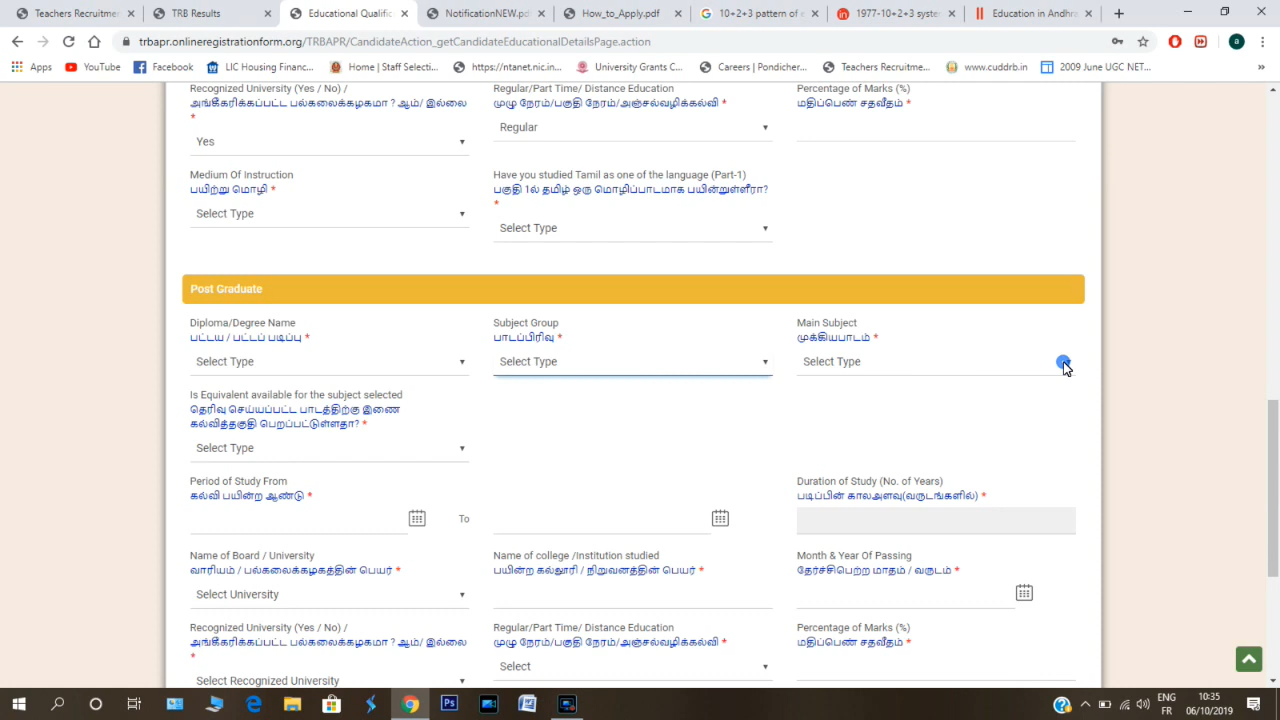 Teachers Recruitmen
TRB Results
Educational Qualific
NotificationNEW.pdf
How_to_Apply.pdf
10+2+3 pattern of e
1977-10+2+3 syste
Education in Andhra
trbapr.onlineregistrationform.org/TRBAPR/CandidateAction_getCandidateEducationalDetailsPage.action
Apps
YouTube
Facebook
LIC Housing Financ...
Home | Staff Selecti...
https://ntanet.nc.in...
University Grants C...
Careers | Pondicher...
Teachers Recruitme...
www.cuddrb.in
2009 June UGC NET...
»
Recognized University (Yes / No) /
அங்கீகரிக்கப்பட்ட பல்கலைக்கழகமா ? ஆம்/ இல்லை
*
Yes
Regular/Part Time/ Distance Education
முழு நேரம்/பகுதி நேரம்/அஞ்சல்வழிக்கல்வி *
Regular
Percentage of Marks (%)
மதிப்பெண் சதவீதம் *
Medium Of Instruction
பயிற்று மொழி *
Select Type
Have you studied Tamil as one of the language (Part-1)
பகுதி 1ல் தமிழ் ஒரு மொழிப்பாடமாக பயின்றுள்ளீரா?
*
Select Type
Post Graduate
Diploma/Degree Name
பட்டய / பட்டப் படிப்பு *
Select Type
Subject Group
பாடப்பிரிவு *
Select Type
Main Subject
முக்கியபாடம் *
Select Type
Is Equivalent available for the subject selected
தெரிவு செய்யப்பட்ட பாடத்திற்கு இணை
கல்வித்தகுதி பெறப்பட்டுள்ளதா? *
Select Type
Period of Study From
கல்வி பயின்ற ஆண்டு *
To
Duration of Study (No. of Years)
படிப்பின் காலஅளவு(வருடங்களில்) *
Name of Board / University
வாரியம் / பல்கலைக்கழகத்தின் பெயர் *
Select University
Name of college /Institution studied
பயின்ற கல்லூரி / நிறுவனத்தின் பெயர் *
Month & Year Of Passing
தேர்ச்சிபெற்ற மாதம் / வருடம் *
Recognized University (Yes / No) /
அங்கீகரிக்கப்பட்ட பல்கலைக்கழகமா ? ஆம்/ இல்லை
*
Select Recognized University
Regular/Part Time/ Distance Education
முழு நேரம்/பகுதி நேரம்/அஞ்சல்வழிக்கல்வி *
Select
Percentage of Marks (%)
மதிப்பெண் சதவீதம் *
ENG
FR
10:35
06/10/2019